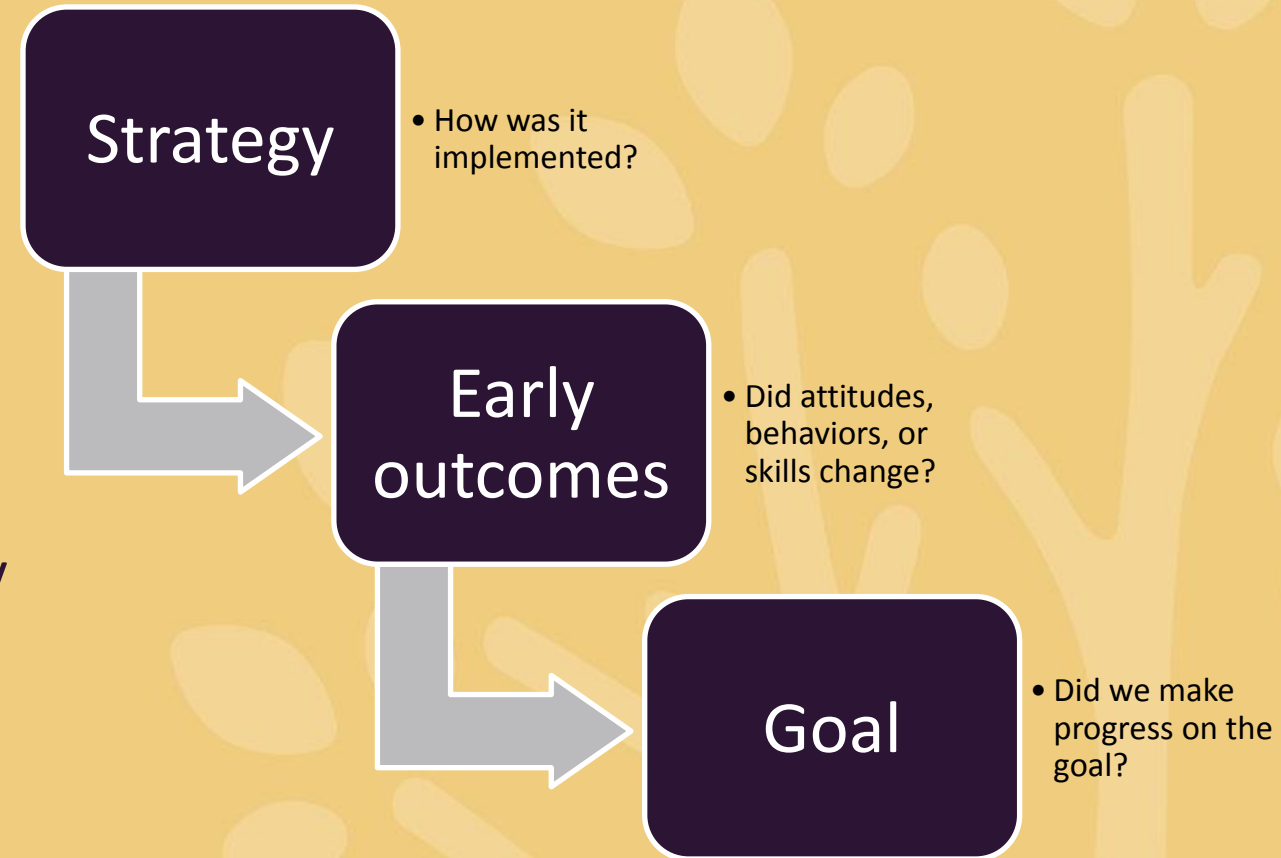 Strategy
• How was it
implemented?
Early
outcomes
• Did attitudes,
behaviors, or
skills change?
Goal
• Did we make
progress on the
goal?